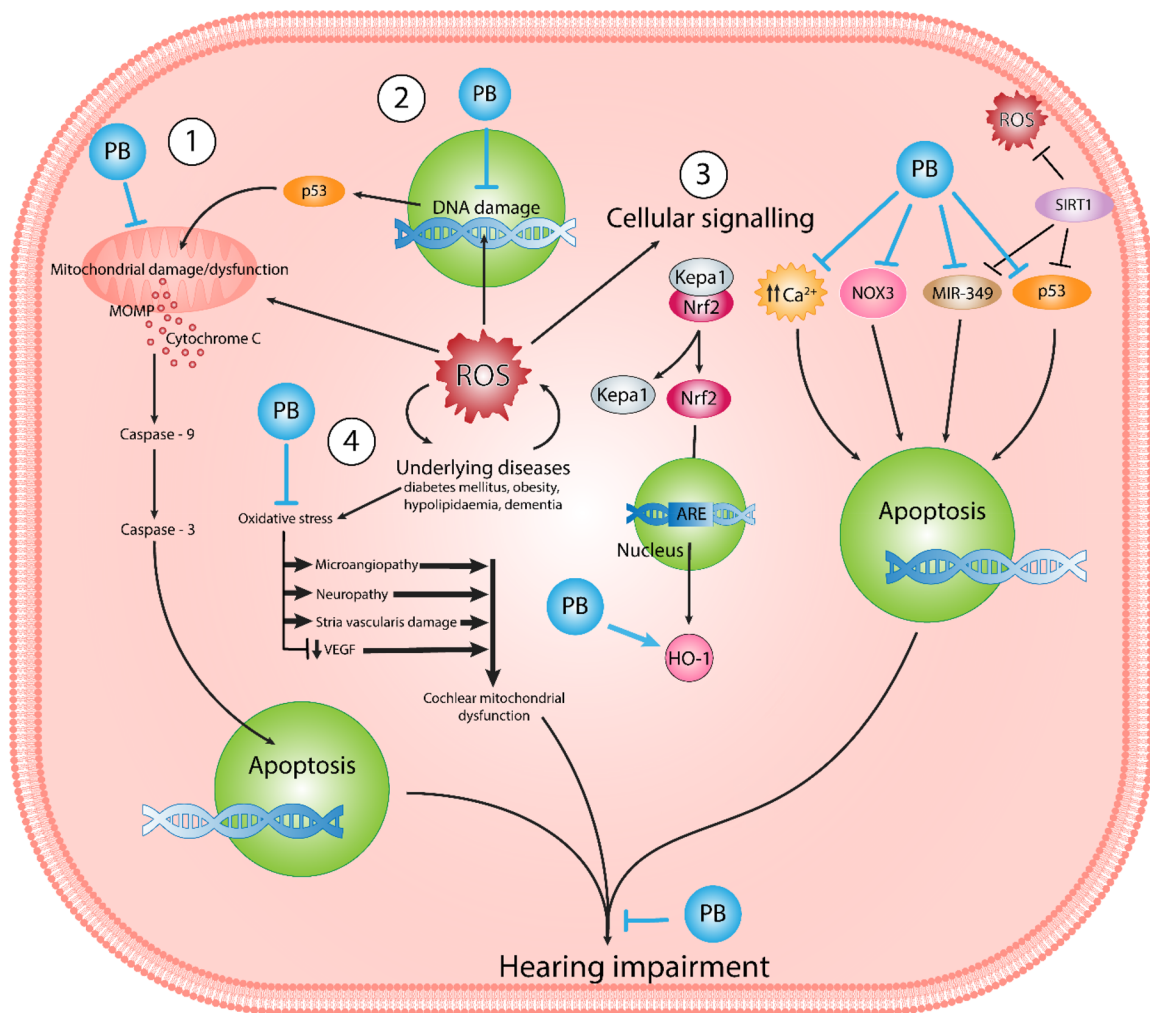 1
PB
Mitochondrial damage/dysfunction
MOMP
Cytochrome C
Caspase - 9
Caspase - 3
Apoptosis
2
PB
DNA damage
p53
ROS
3
Cellular signalling
Kepa1
Nrf2
Kepa1
Nrf2
ARE
Nucleus
PB
HO-1
ROS
PB
SIRT1
⬆⬆Ca²⁺
NOX3
MIR-349
p53
Apoptosis
4
PB
Underlying diseases
diabetes mellitus, obesity,
hypolipidaemia, dementia
Oxidative stress
Microangiopathy
Neuropathy
Stria vascularis damage
⬇VEGF
Cochlear mitochondrial
dysfunction
PB
Hearing impairment